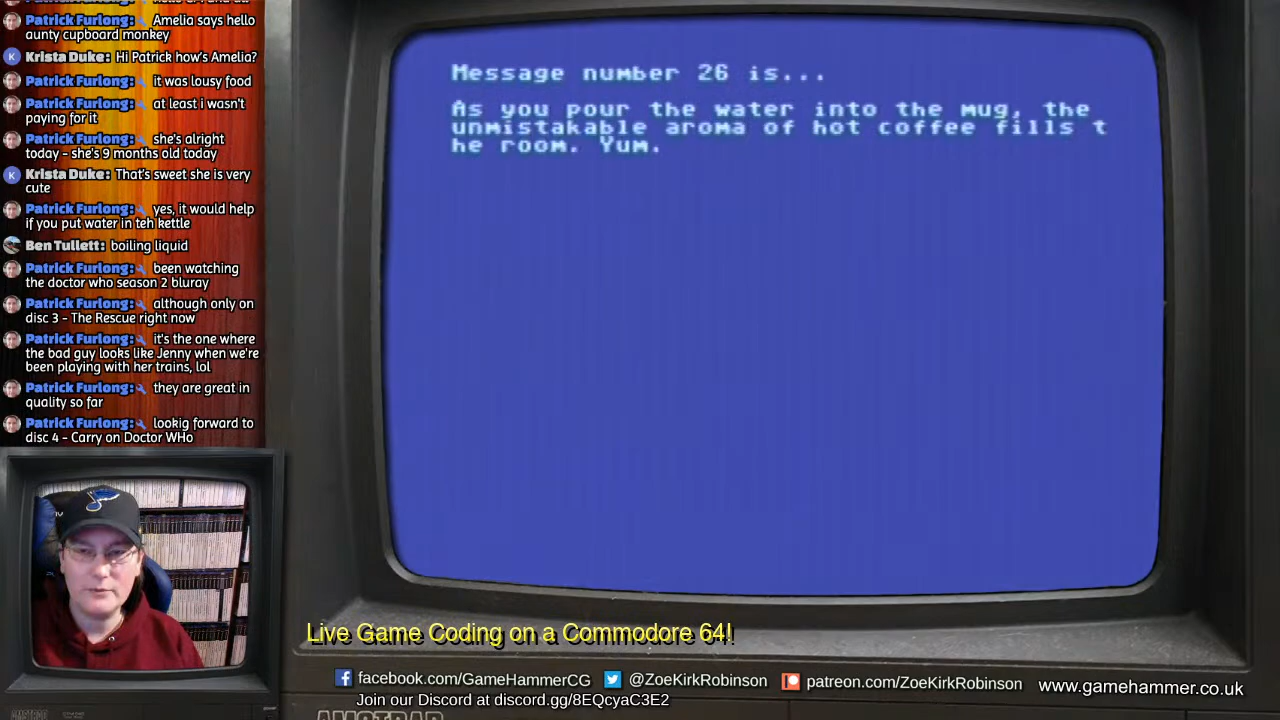 Patrick Furlong: Amelia says hello
aunty cupboard monkey
K Krista Duke: Hi Patrick how's Amelia?
Patrick Furlong: it was lousy food
Patrick Furlong: at least i wasn't
paying for it
Patrick Furlong: she's alright
today - she's 9 months old today
K Krista Duke: That's sweet she is very
cute
Patrick Furlong: yes, it would help
if you put water in teh kettle
Ben Tullett: boiling liquid
Patrick Furlong: been watching
the doctor who season 2 bluray
Patrick Furlong: although only on
disc 3 - The Rescue right now
Patrick Furlong: it's the one where
the bad guy looks like Jenny when we're
been playing with her trains, lol
Patrick Furlong: they are great in
quality so far
Patrick Furlong: lookig forward to
disc 4 - Carry on Doctor WHo
Message number 26 is...
As you pour the water into the mug, the
unmistakable aroma of hot coffee fills t
he room. Yum.
Live Game Coding on a Commodore 64!
facebook.com/GameHammerCG @ZoeKirkRobinson patreon.com/ZoeKirkRobinson www.gamehammer.co.uk
Join our Discord at discord.gg/8EQcyaC3E2